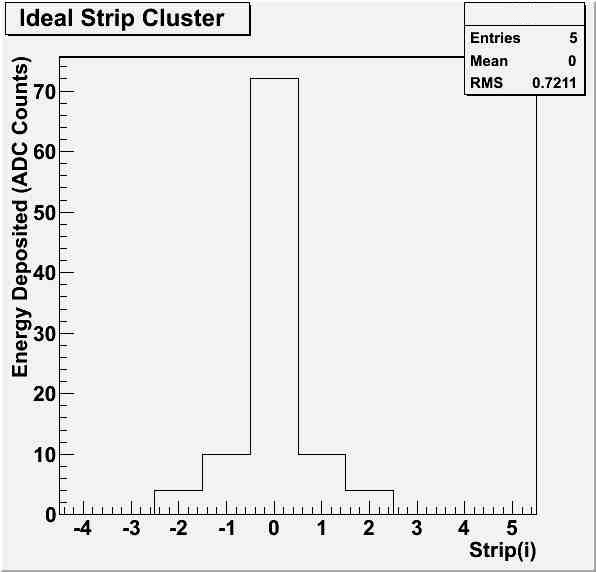 Ideal Strip Cluster
Entries 5
Mean 0
RMS 0.7211
Energy Deposited (ADC Counts)
70
60
50
40
30
20
10
0
-4 -3 -2 -1 0 1 2 3 4 5
Strip(i)